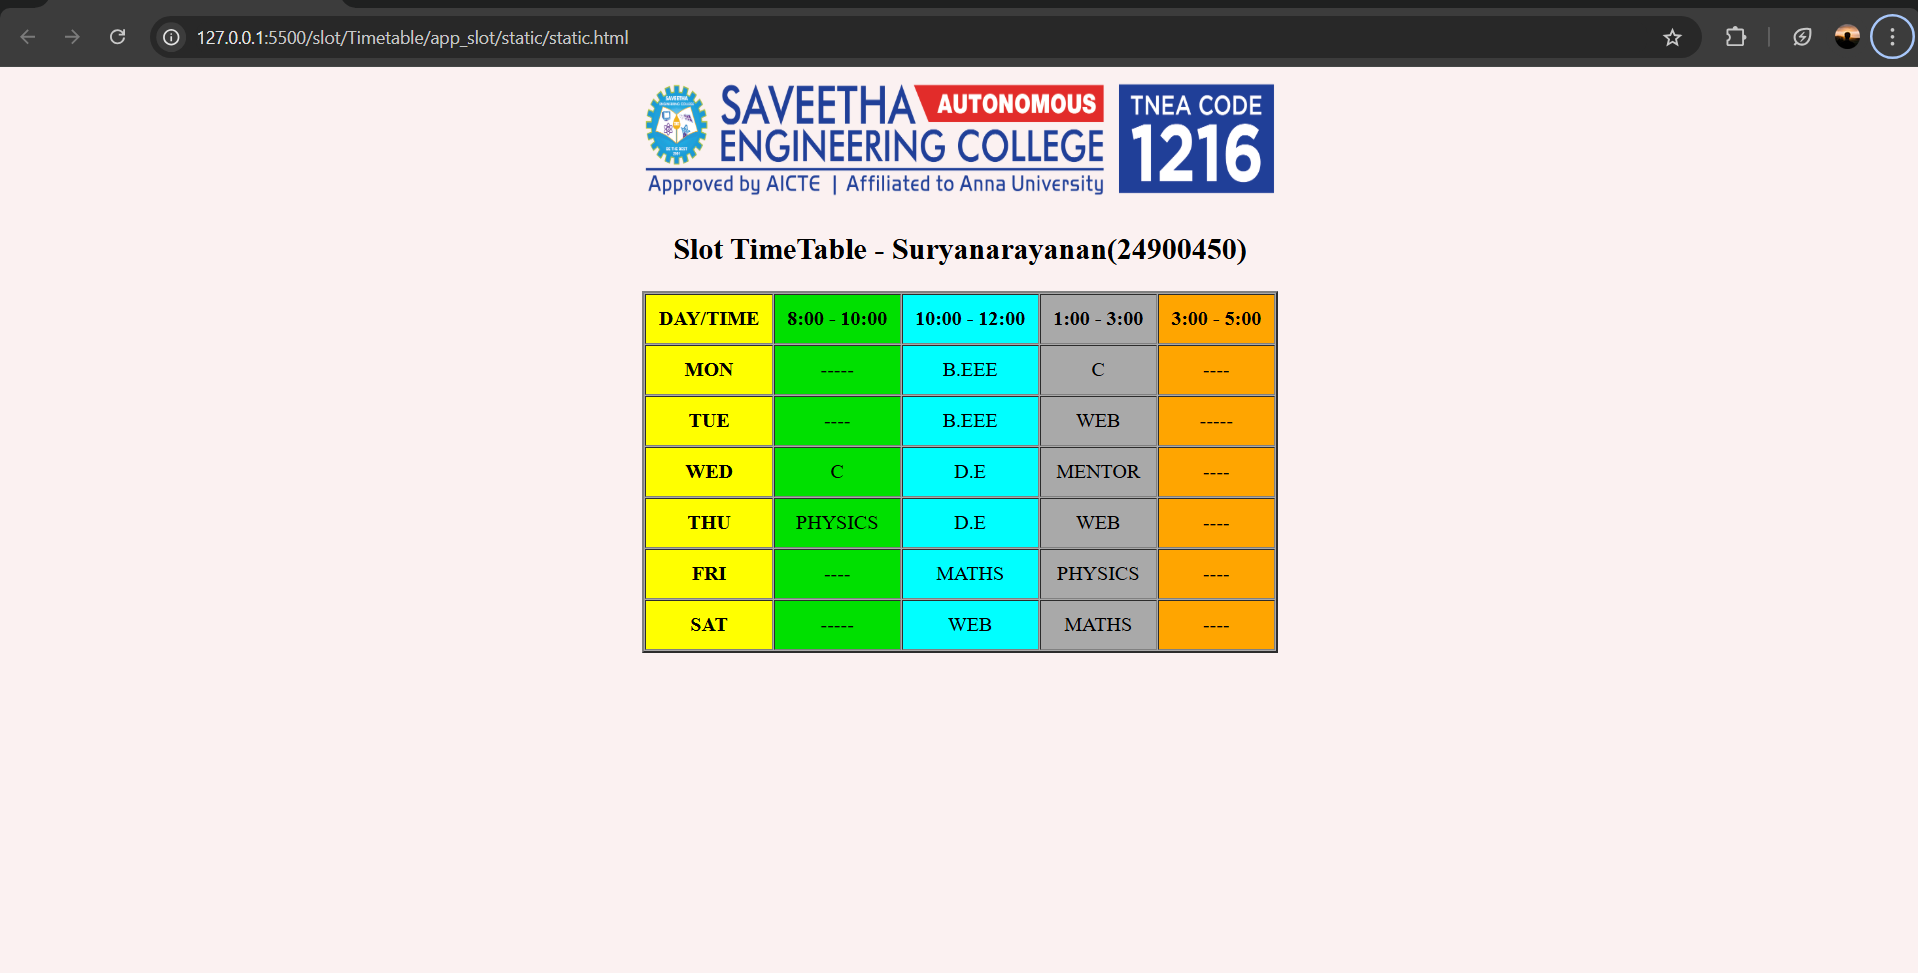 127.0.0.1:5500/slot/Timetable/app_slot/static/static.html
SAVEETHA AUTONOMOUS
ENGINEERING COLLEGE
Approved by AICTE | Affiliated to Anna University
TNEA CODE
1216
Slot TimeTable - Suryanarayanan(24900450)
DAY/TIME 8:00 - 10:00 10:00 - 12:00 1:00 - 3:00 3:00 - 5:00
MON ----- B.EEE C ----
TUE ---- B.EEE WEB -----
WED C D.E MENTOR ----
THU PHYSICS D.E WEB ----
FRI ---- MATHS PHYSICS ----
SAT ----- WEB MATHS ----